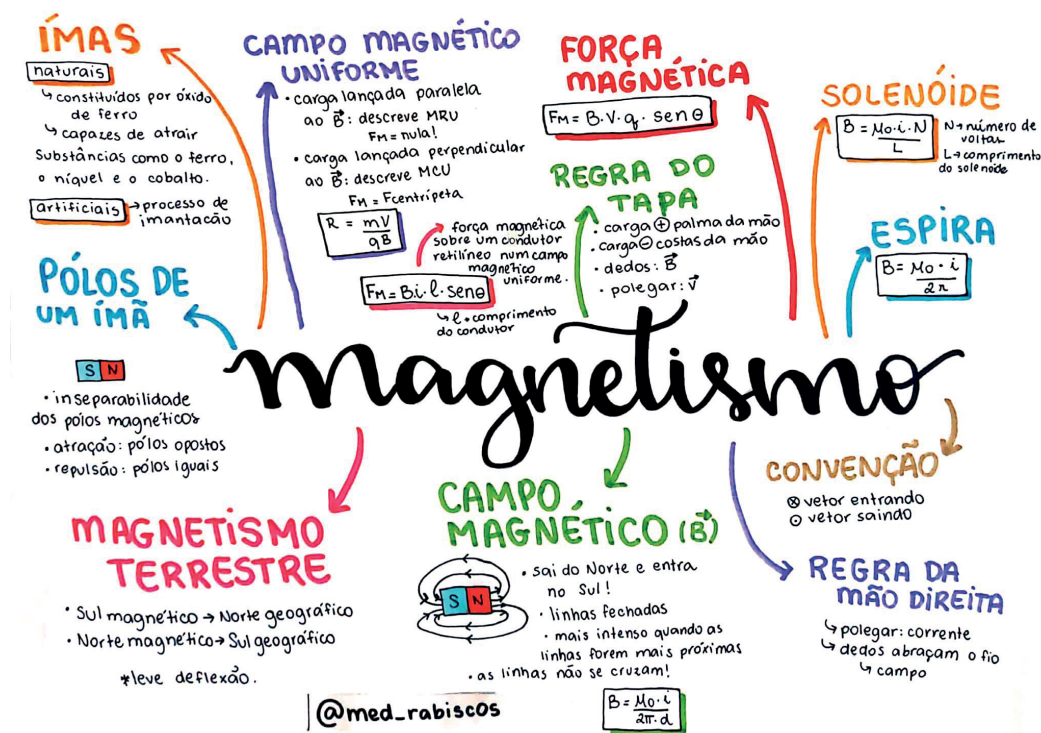 ÍMAS
naturais
↳ constituídos por óxido
de ferro
↳ capazes de atrair
Substâncias como o ferro,
o níquel e o cobalto.
artificiais → processo de
imantacão
CAMPO MAGNÉTICO
UNIFORME
• carga lançada paralela
ao B⃗: descreve MRU
FM = nula!
• carga lançada perpendicular
ao B⃗: descreve MCU
FM = Fcentrípeta
R = mV/qB
força magnética
sobre um condutor
retilíneo num campo
magnético
uniforme.
FM = B.i.l.senθ
↳ l → comprimento
do condutor
FORÇA
MAGNÉTICA
FM = B.V.q.senθ
REGRA DO
TAPA
• carga ⊕ palma da mão
• carga ⊖ costas da mão
• dedos: B⃗
• polegar: v⃗
SOLENÓIDE
B = Mo.i.N/L
N → número de
voltas
L → comprimento
do solenoide
ESPIRA
B = Mo.i/2r
PÓLOS DE
UM ÍMÃ
S N
• inseparabilidade
dos pólos magnéticos
• atração: pólos opostos
• repulsão: pólos iguais
magnetismo
MAGNETISMO
TERRESTRE
• Sul magnético → Norte geográfico
• Norte magnético → Sul geográfico
*leve deflexão.
CAMPO
MAGNÉTICO (B⃗)
S N
• sai do Norte e entra
no Sul!
• linhas fechadas
• mais intenso quando as
linhas forem mais próximas
• as linhas não se cruzam!
B = Mo.i/2π.d
CONVENÇÃO
⊗ vetor entrando
⊙ vetor saindo
REGRA DA
MÃO DIREITA
↳ polegar: corrente
↳ dedos abraçam o fio
↳ campo
@med_rabiscos